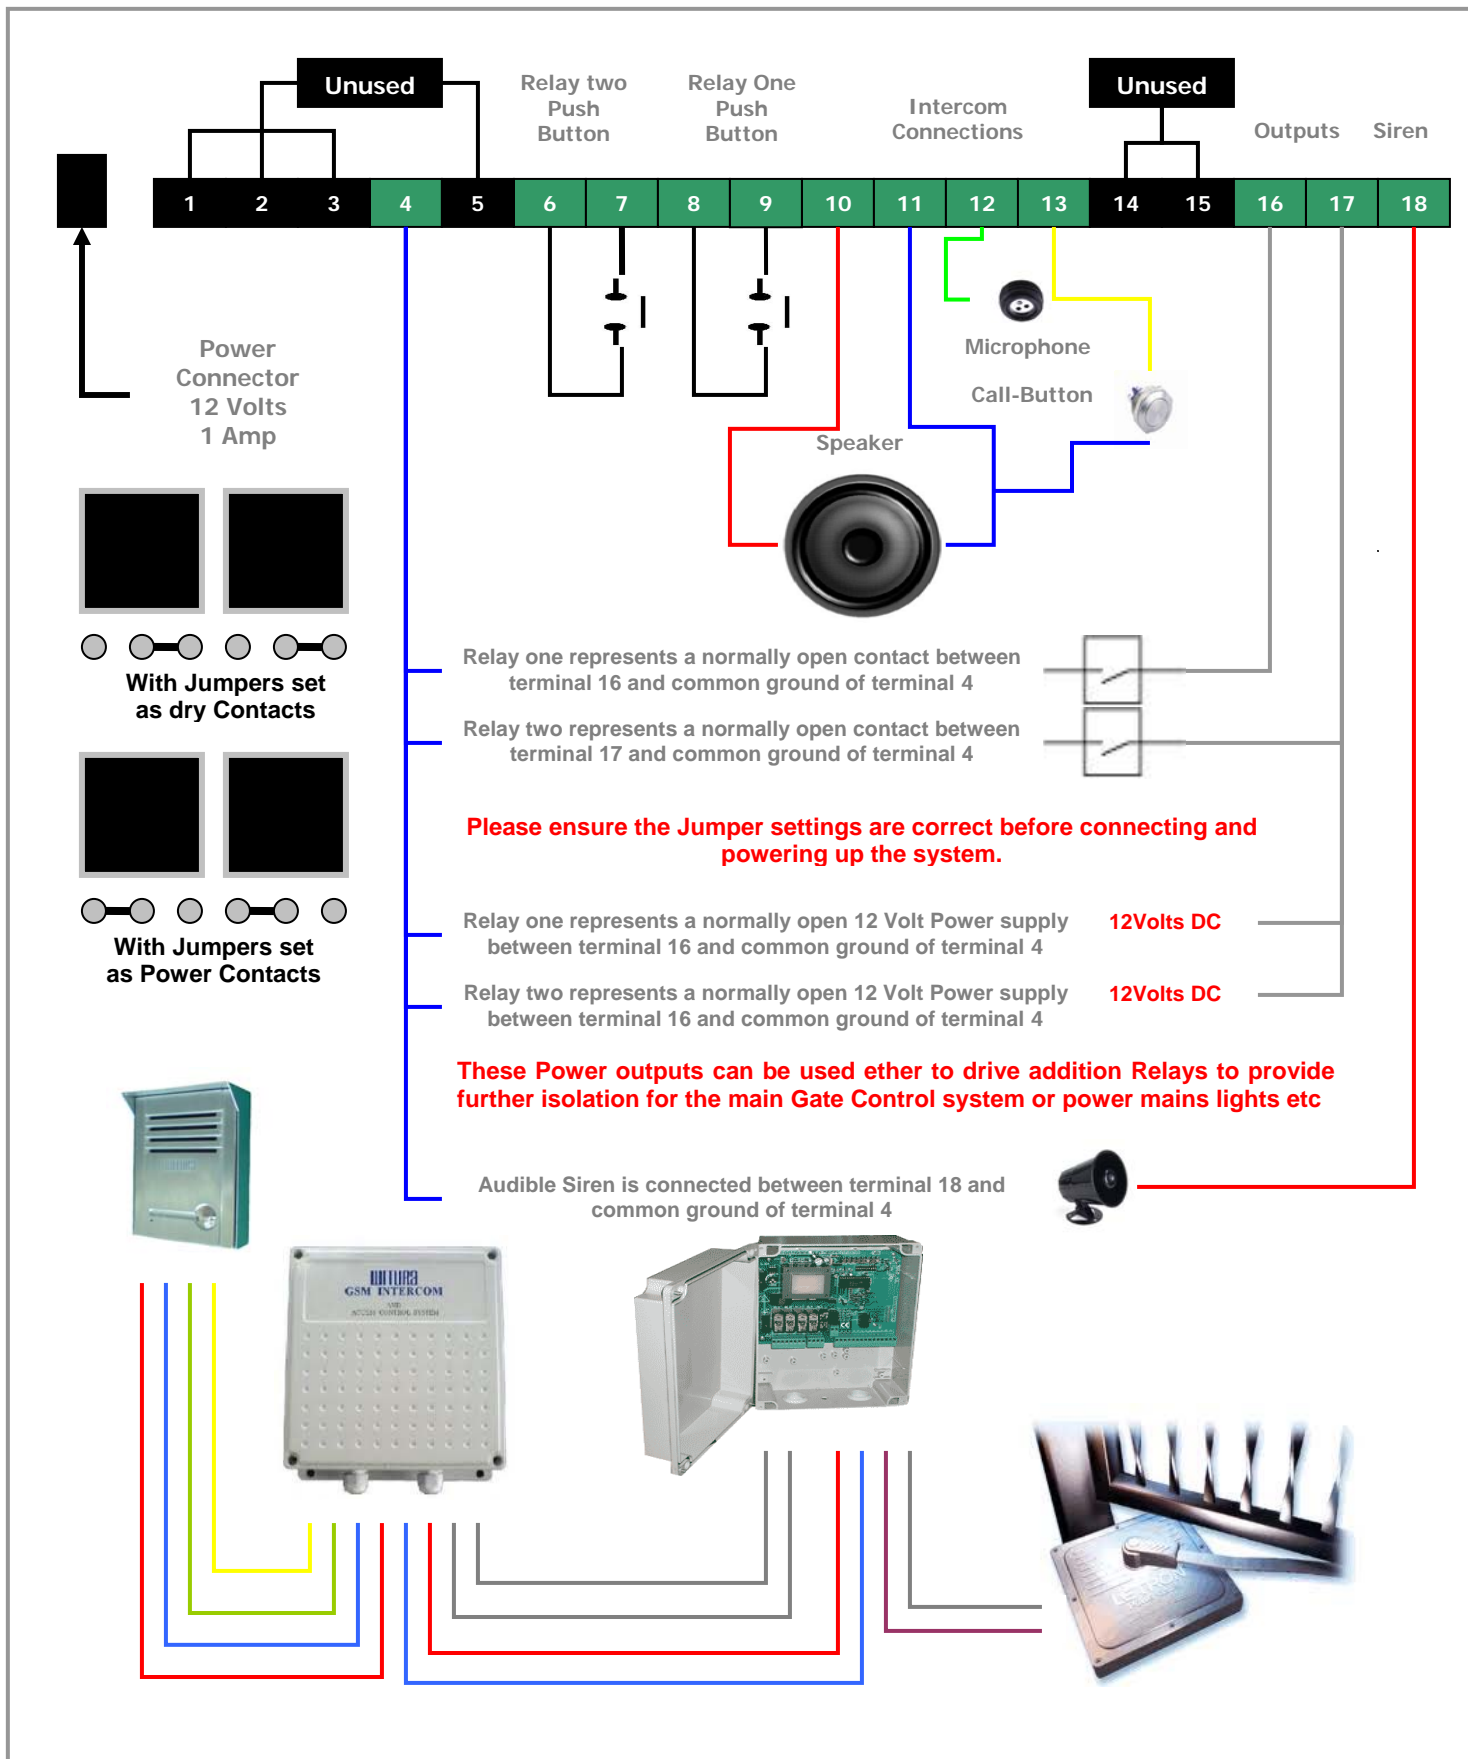 Unused
Relay two
Push
Button
Relay One
Push
Button
Intercom
Connections
Unused
Outputs
Siren
1 2 3 4 5 6 7 8 9 10 11 12 13 14 15 16 17 18
Power
Connector
12 Volts
1 Amp
Microphone
Call-Button
Speaker
With Jumpers set
as dry Contacts
Relay one represents a normally open contact between
terminal 16 and common ground of terminal 4
Relay two represents a normally open contact between
terminal 17 and common ground of terminal 4
Please ensure the Jumper settings are correct before connecting and
powering up the system.
With Jumpers set
as Power Contacts
Relay one represents a normally open 12 Volt Power supply
between terminal 16 and common ground of terminal 4
12Volts DC
Relay two represents a normally open 12 Volt Power supply
between terminal 16 and common ground of terminal 4
12Volts DC
These Power outputs can be used ether to drive addition Relays to provide
further isolation for the main Gate Control system or power mains lights etc
Audible Siren is connected between terminal 18 and
common ground of terminal 4
WITURA
GSM INTERCOM
AND
ACCESS CONTROL SYSTEM